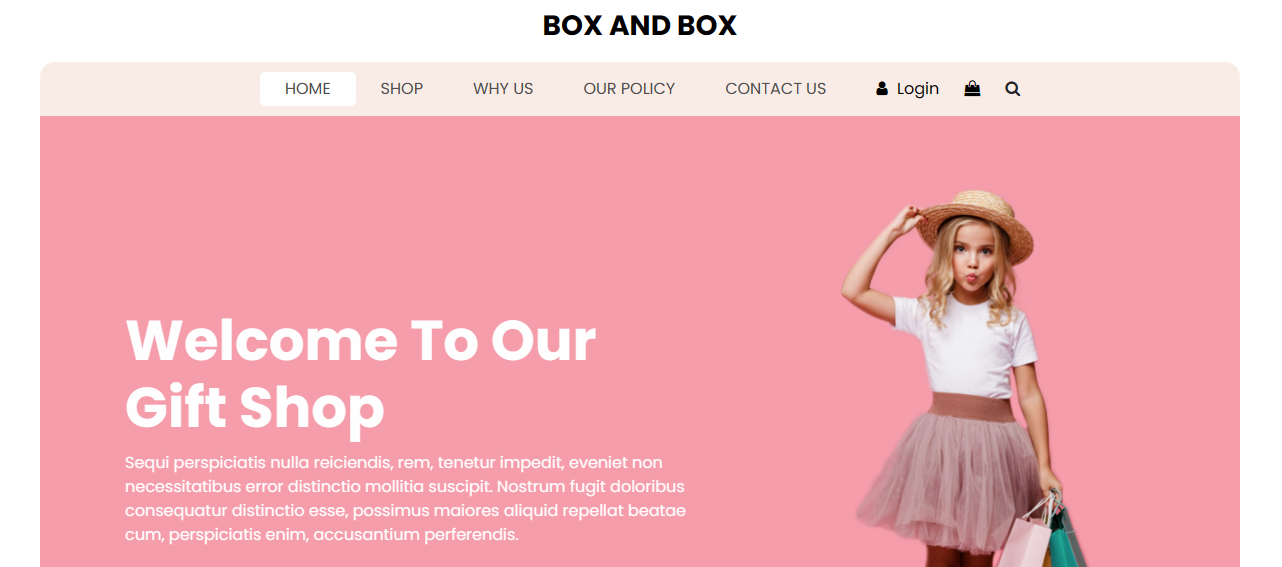 BOX AND BOX
HOME SHOP WHY US OUR POLICY CONTACT US Login
Welcome To Our
Gift Shop
Sequi perspiciatis nulla reiciendis, rem, tenetur impedit, eveniet non
necessitatibus error distinctio mollitia suscipit. Nostrum fugit doloribus
consequatur distinctio esse, possimus maiores aliquid repellat beatae
cum, perspiciatis enim, accusantium perferendis.